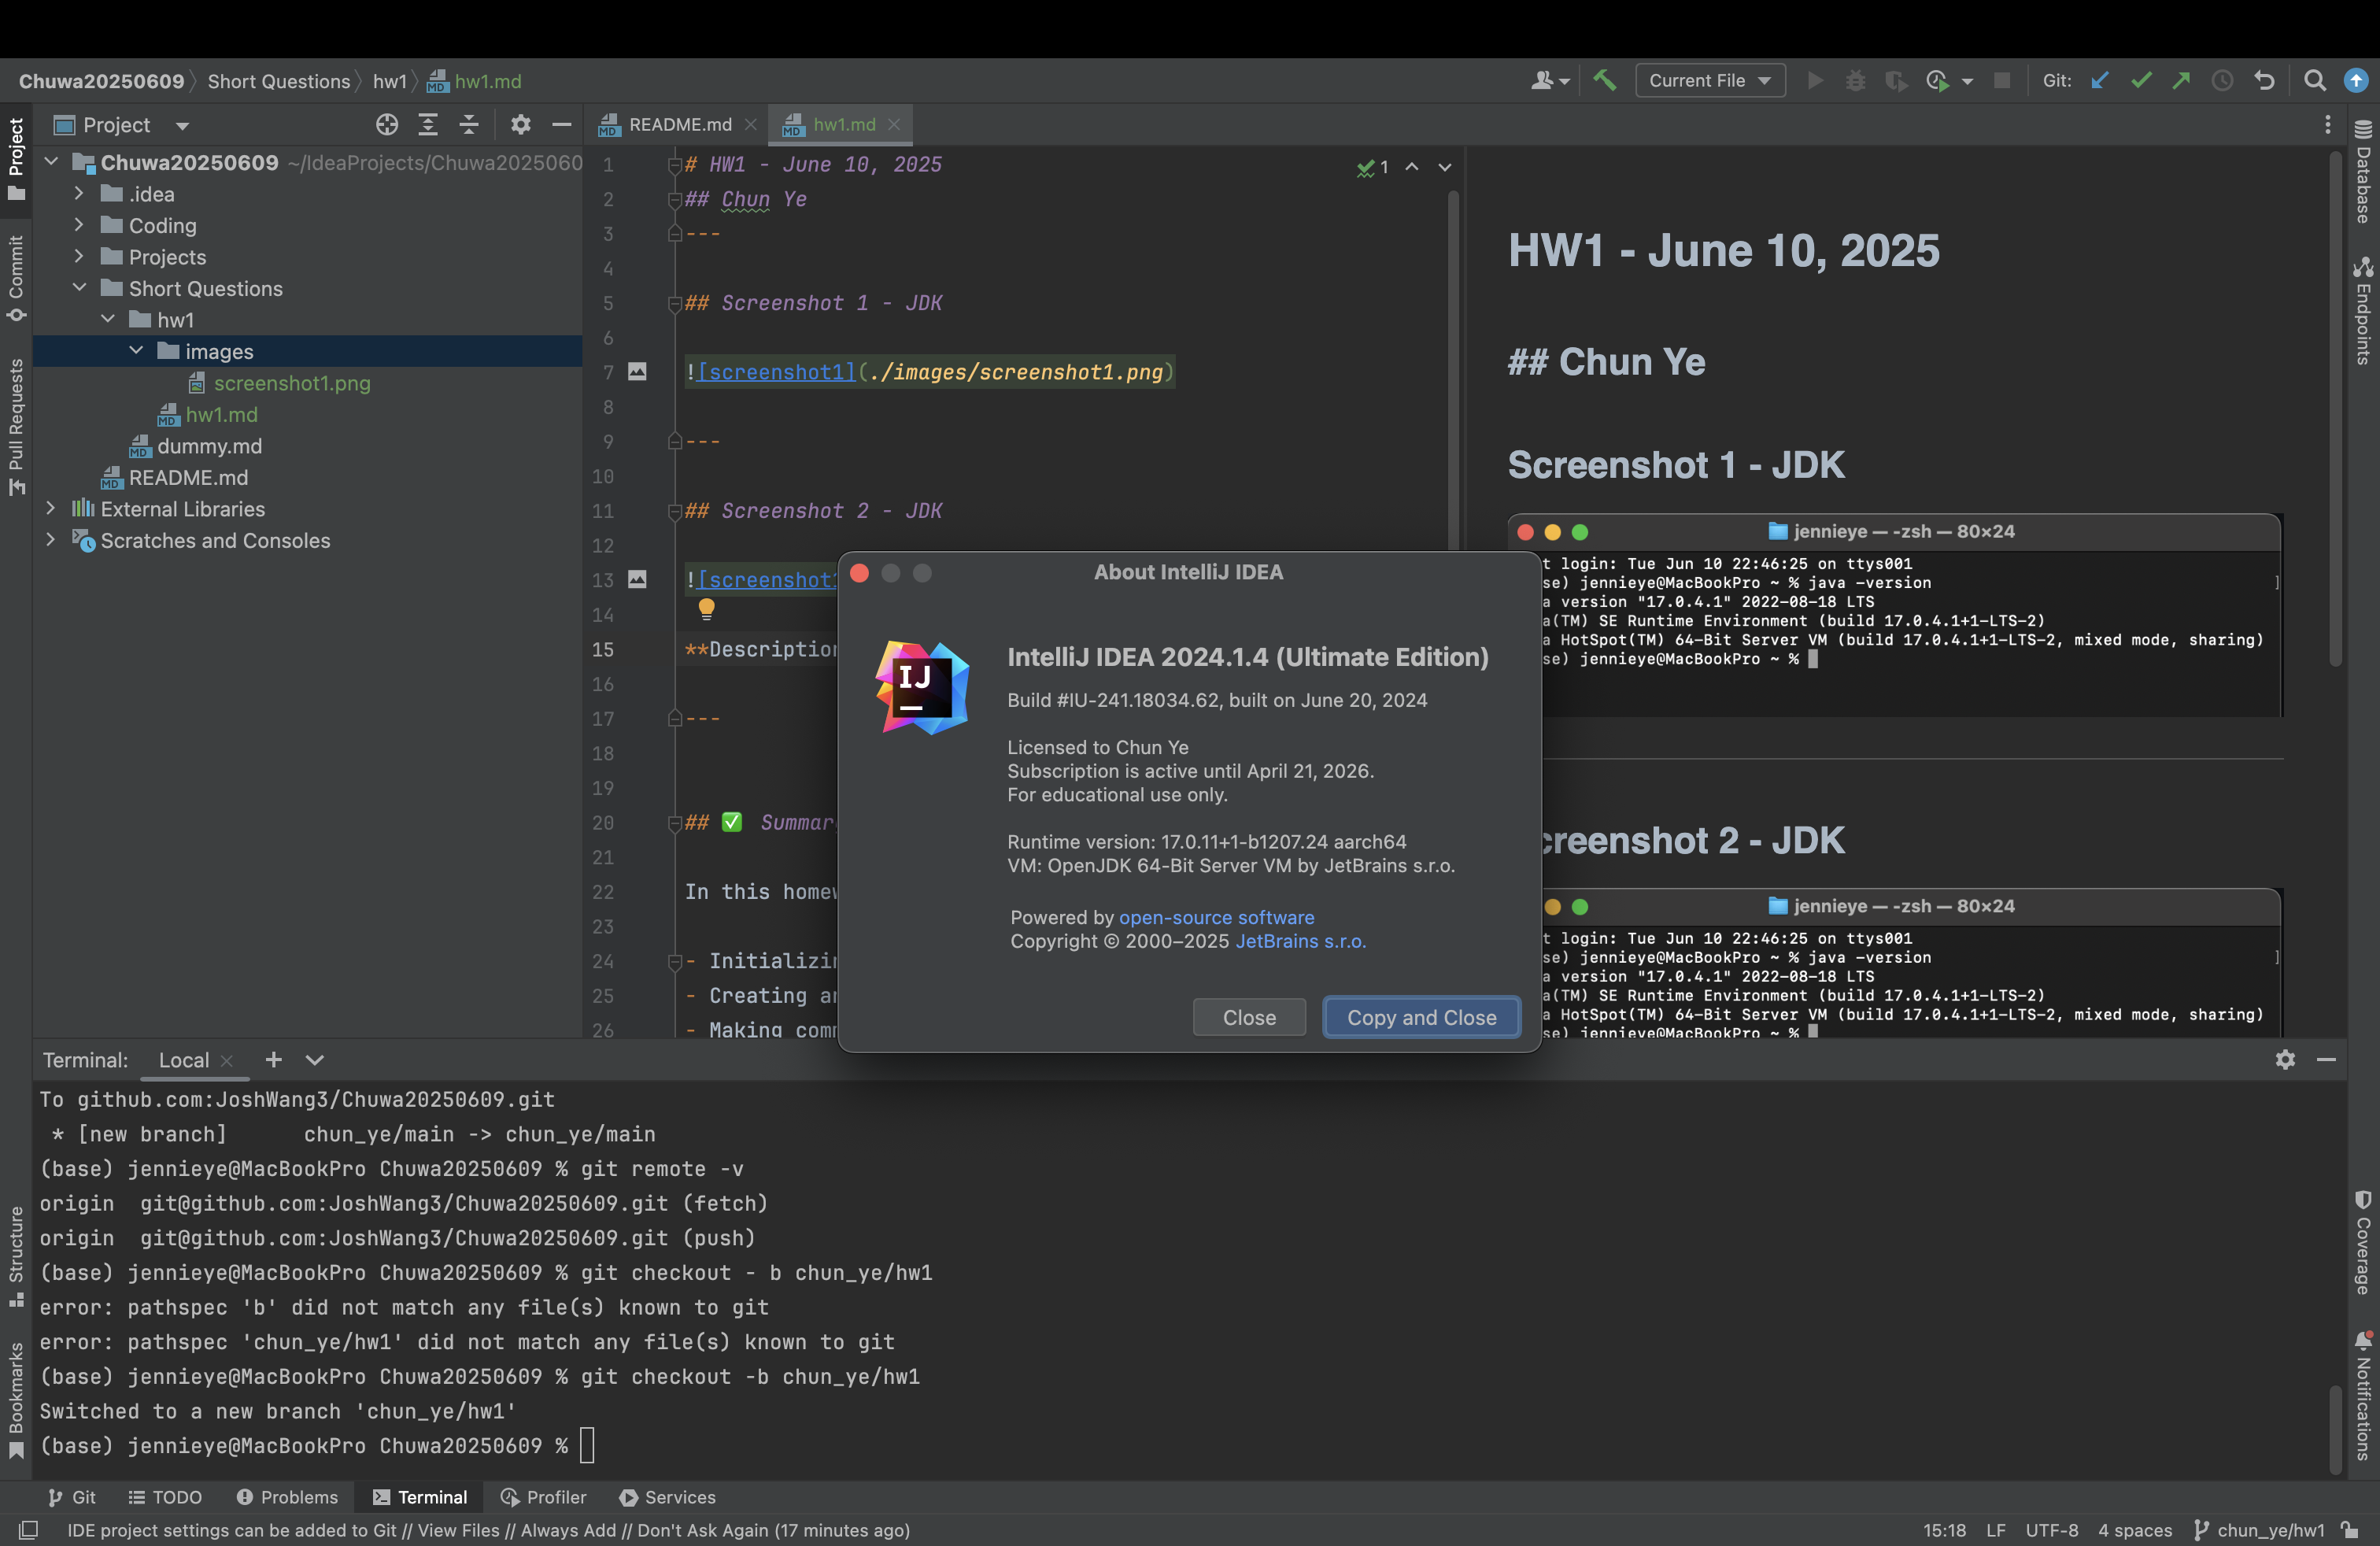 Chuwa20250609 Short Questions hw1 hw1.md
Current File
Git:
Project
README.md
hw1.md
Project
Commit
Pull Requests
Structure
Bookmarks
Database
Endpoints
Coverage
Notifications
Chuwa20250609 ~/IdeaProjects/Chuwa2025060
.idea
Coding
Projects
Short Questions
hw1
images
screenshot1.png
hw1.md
dummy.md
README.md
External Libraries
Scratches and Consoles
1 # HW1 - June 10, 2025
2 ## Chun Ye
3 ---
4
5 ## Screenshot 1 - JDK
6
7 ![screenshot1](./images/screenshot1.png)
8
9 ---
10
11 ## Screenshot 2 - JDK
12
13 ![screenshot1
14
15 **Description
16
17 ---
18
19
20 ## ✅ Summar
21
22 In this homew
23
24 - Initializin
25 - Creating an
26 - Making comm
1
HW1 - June 10, 2025
## Chun Ye
Screenshot 1 - JDK
jennieye — -zsh — 80×24
t login: Tue Jun 10 22:46:25 on ttys001
se) jennieye@MacBookPro ~ % java -version
a version "17.0.4.1" 2022-08-18 LTS
a(TM) SE Runtime Environment (build 17.0.4.1+1-LTS-2)
a HotSpot(TM) 64-Bit Server VM (build 17.0.4.1+1-LTS-2, mixed mode, sharing)
se) jennieye@MacBookPro ~ %
creenshot 2 - JDK
jennieye — -zsh — 80×24
t login: Tue Jun 10 22:46:25 on ttys001
se) jennieye@MacBookPro ~ % java -version
a version "17.0.4.1" 2022-08-18 LTS
a(TM) SE Runtime Environment (build 17.0.4.1+1-LTS-2)
a HotSpot(TM) 64-Bit Server VM (build 17.0.4.1+1-LTS-2, mixed mode, sharing)
se) jennieye@MacBookPro ~ %
About IntelliJ IDEA
IJ
IntelliJ IDEA 2024.1.4 (Ultimate Edition)
Build #IU-241.18034.62, built on June 20, 2024
Licensed to Chun Ye
Subscription is active until April 21, 2026.
For educational use only.
Runtime version: 17.0.11+1-b1207.24 aarch64
VM: OpenJDK 64-Bit Server VM by JetBrains s.r.o.
Powered by open-source software
Copyright © 2000–2025 JetBrains s.r.o.
Close
Copy and Close
Terminal: Local
To github.com:JoshWang3/Chuwa20250609.git
* [new branch] chun_ye/main -> chun_ye/main
(base) jennieye@MacBookPro Chuwa20250609 % git remote -v
origin git@github.com:JoshWang3/Chuwa20250609.git (fetch)
origin git@github.com:JoshWang3/Chuwa20250609.git (push)
(base) jennieye@MacBookPro Chuwa20250609 % git checkout - b chun_ye/hw1
error: pathspec 'b' did not match any file(s) known to git
error: pathspec 'chun_ye/hw1' did not match any file(s) known to git
(base) jennieye@MacBookPro Chuwa20250609 % git checkout -b chun_ye/hw1
Switched to a new branch 'chun_ye/hw1'
(base) jennieye@MacBookPro Chuwa20250609 %
Git TODO Problems Terminal Profiler Services
IDE project settings can be added to Git // View Files // Always Add // Don't Ask Again (17 minutes ago)
15:18 LF UTF-8 4 spaces chun_ye/hw1